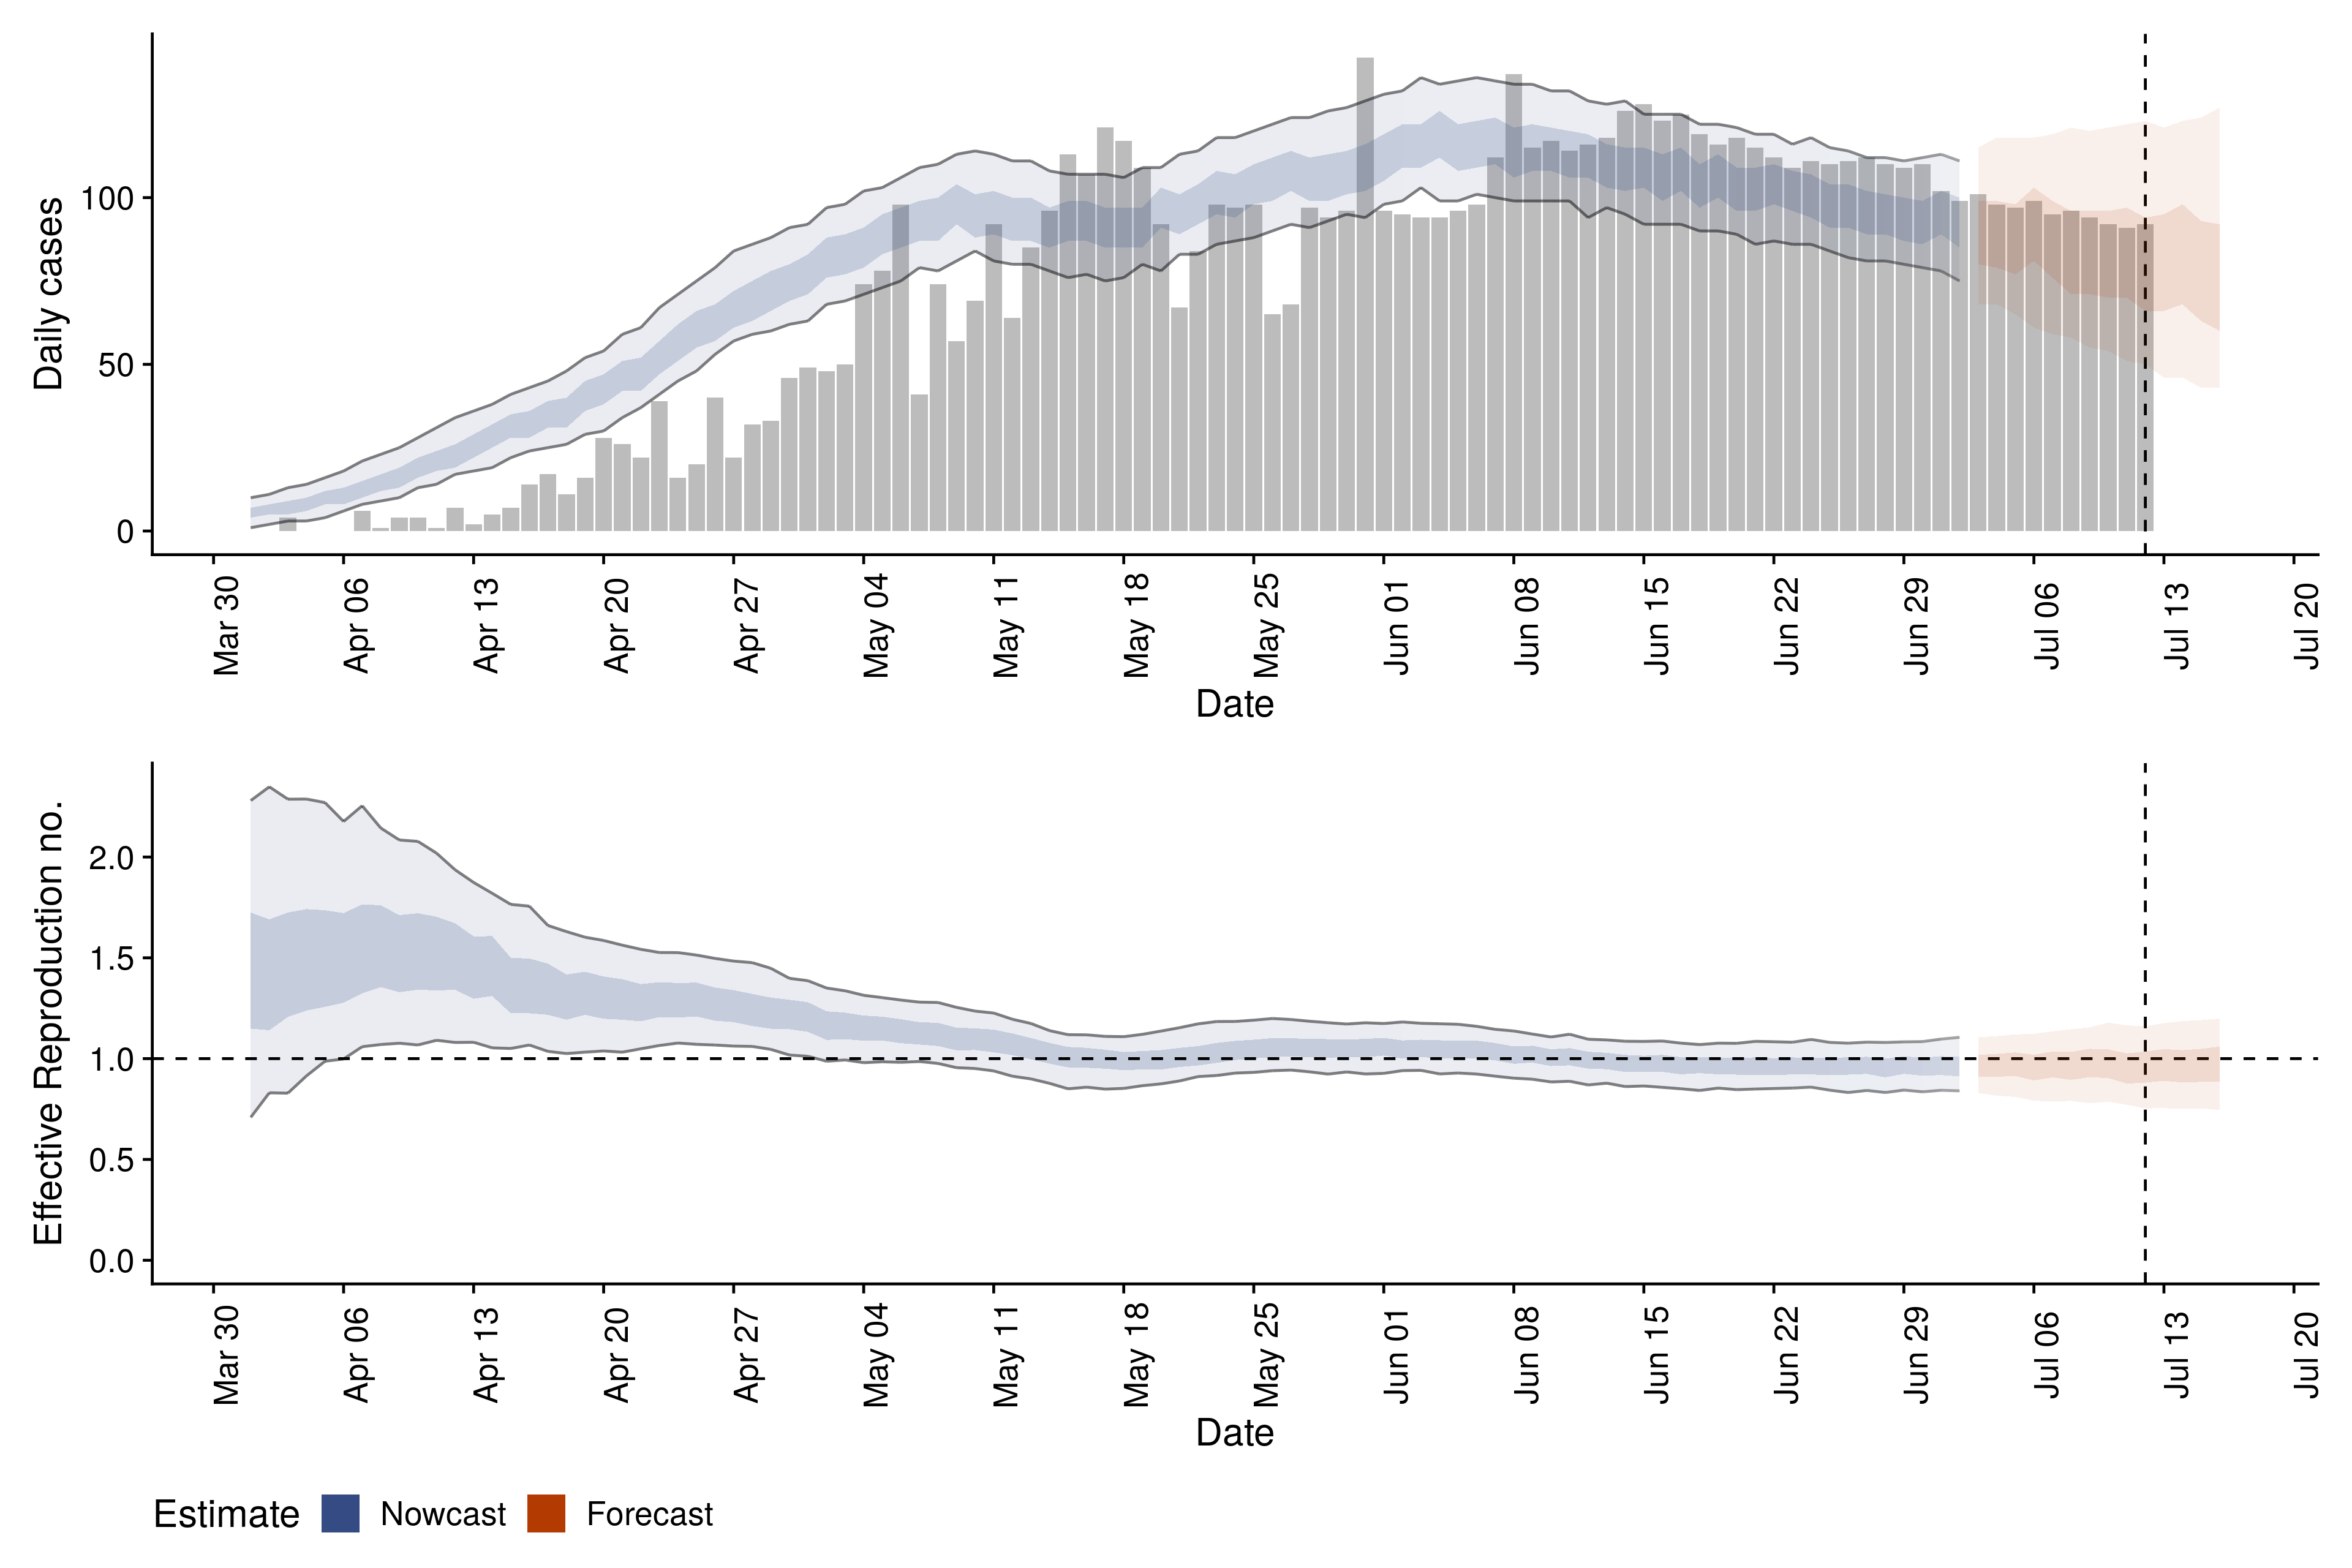 Daily cases
100
50
0
Mar 30
Apr 06
Apr 13
Apr 20
Apr 27
May 04
May 11
May 18
May 25
Jun 01
Jun 08
Jun 15
Jun 22
Jun 29
Jul 06
Jul 13
Jul 20
Date
Effective Reproduction no.
2.0
1.5
1.0
0.5
0.0
Mar 30
Apr 06
Apr 13
Apr 20
Apr 27
May 04
May 11
May 18
May 25
Jun 01
Jun 08
Jun 15
Jun 22
Jun 29
Jul 06
Jul 13
Jul 20
Date
Estimate Nowcast Forecast